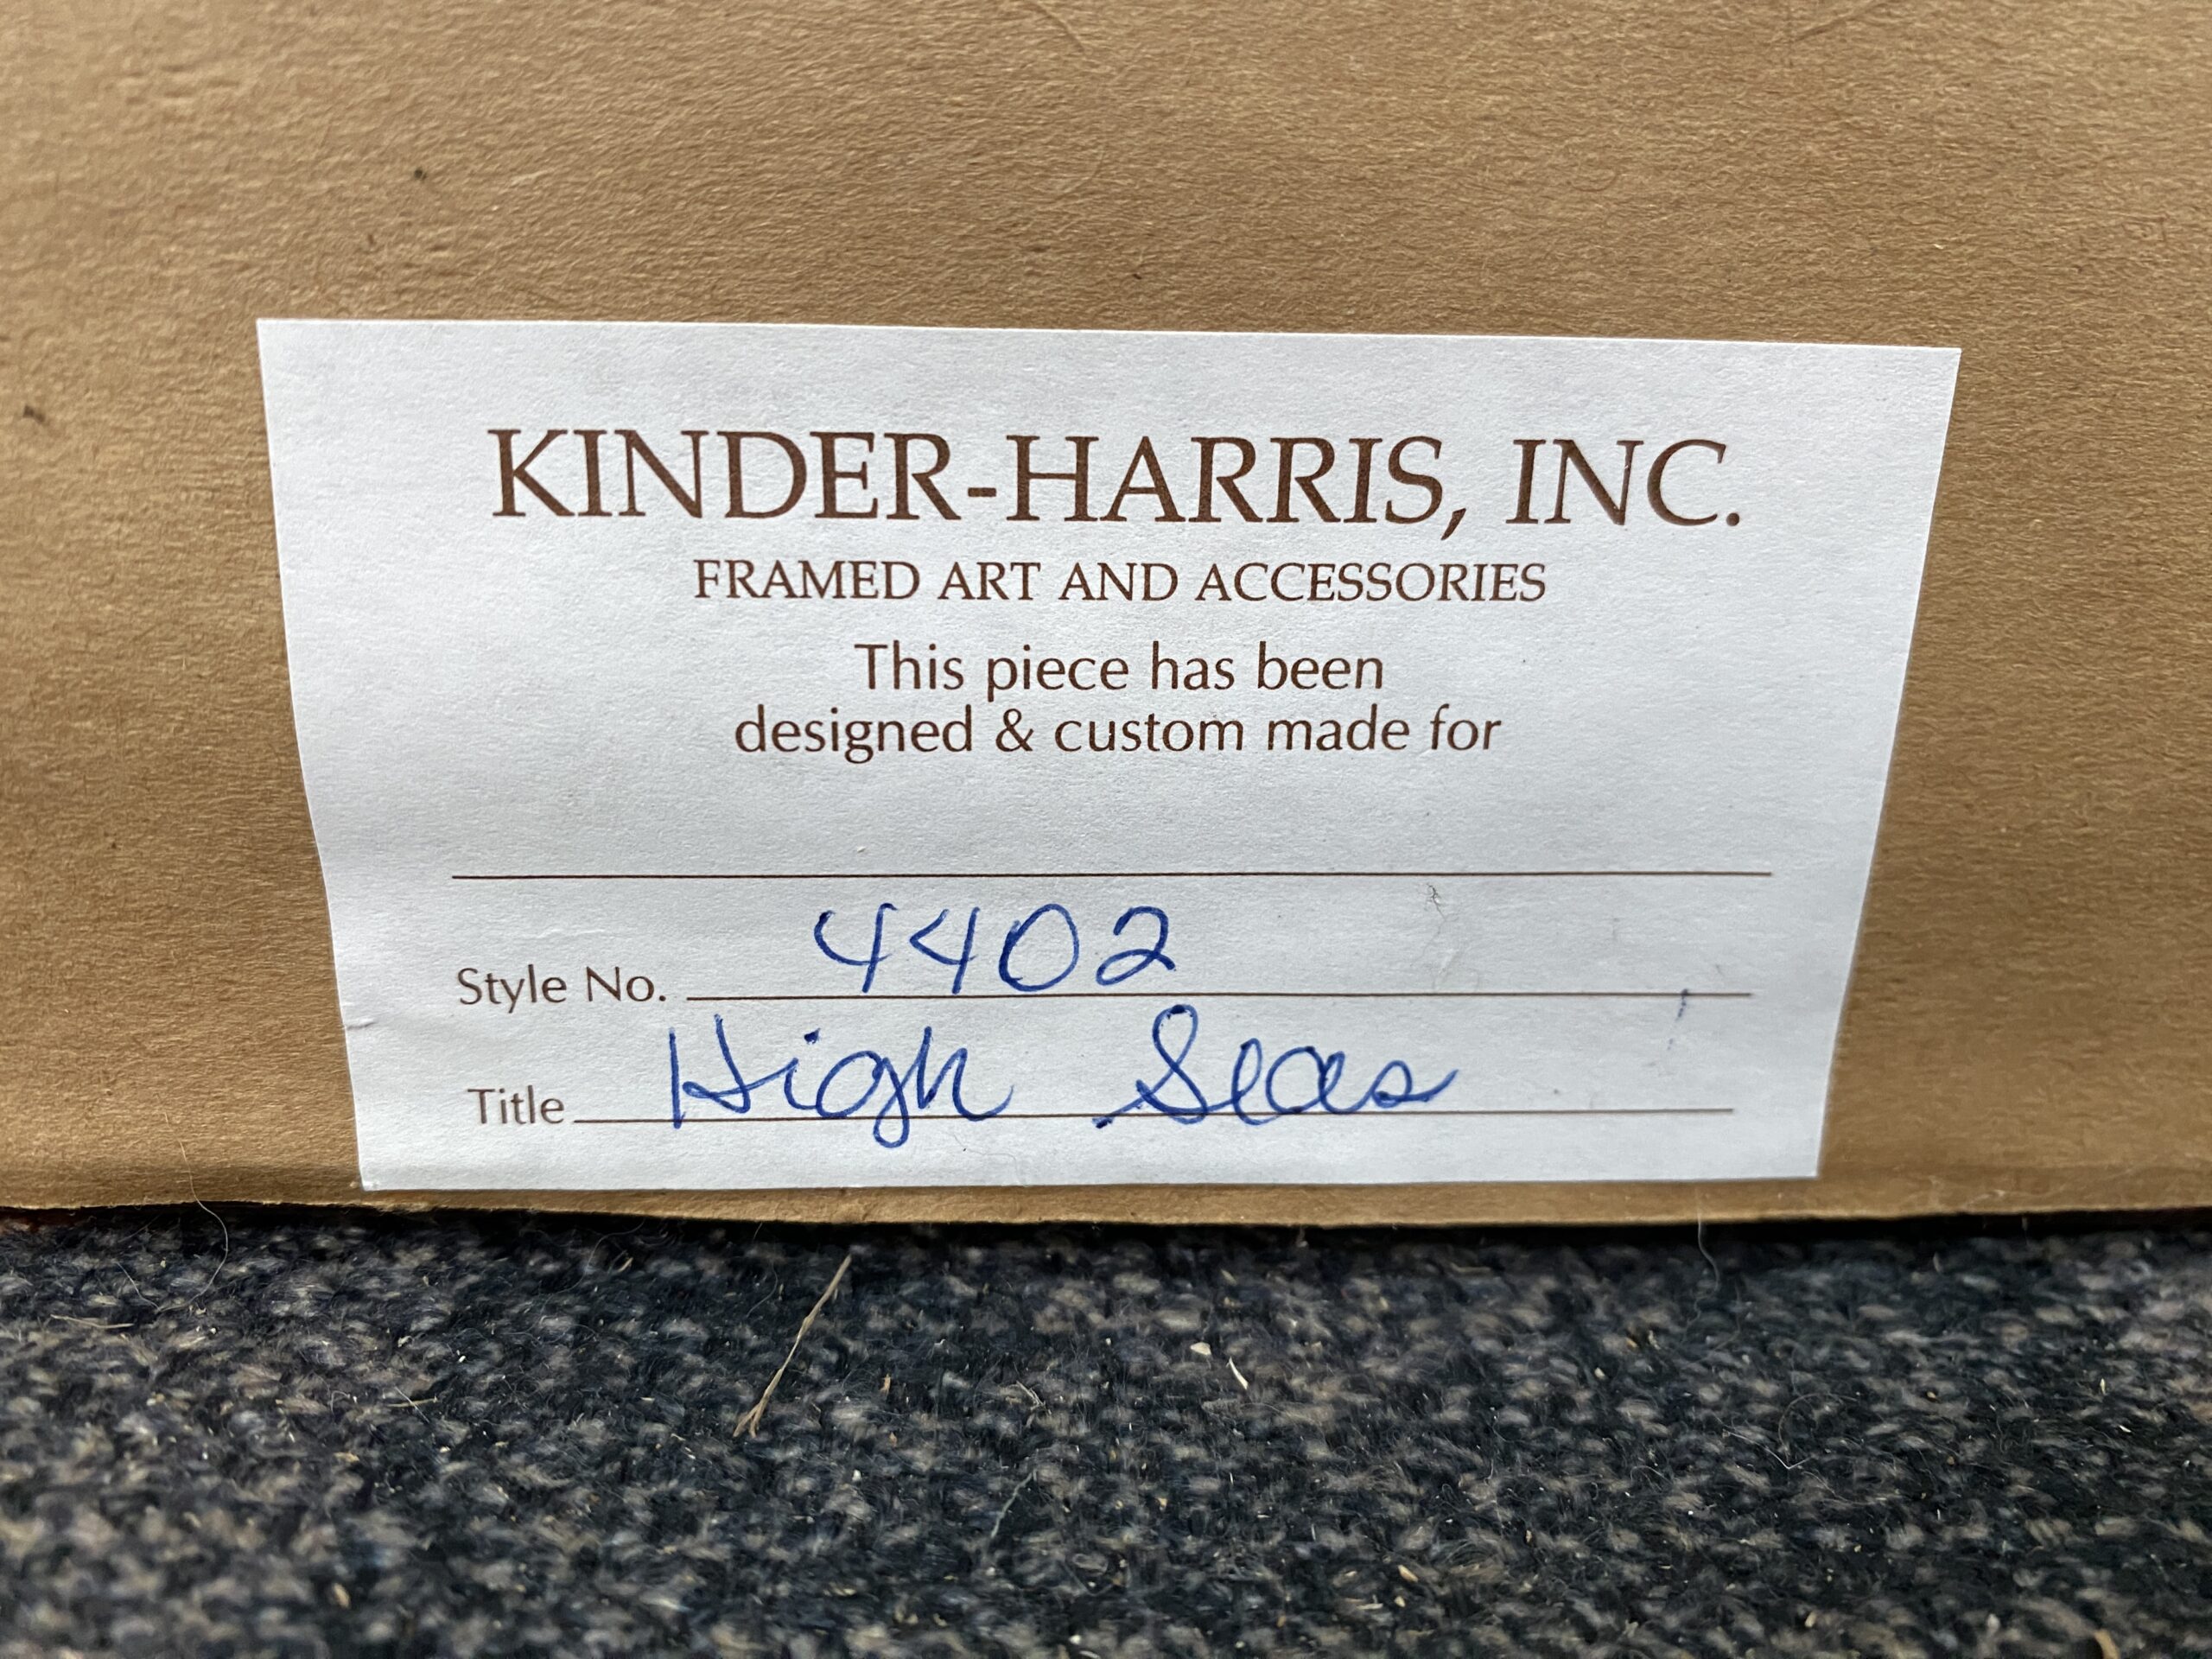 KINDER-HARRIS, INC.
FRAMED ART AND ACCESSORIES
This piece has been
designed & custom made for
Style No. 4402
Title High Seas